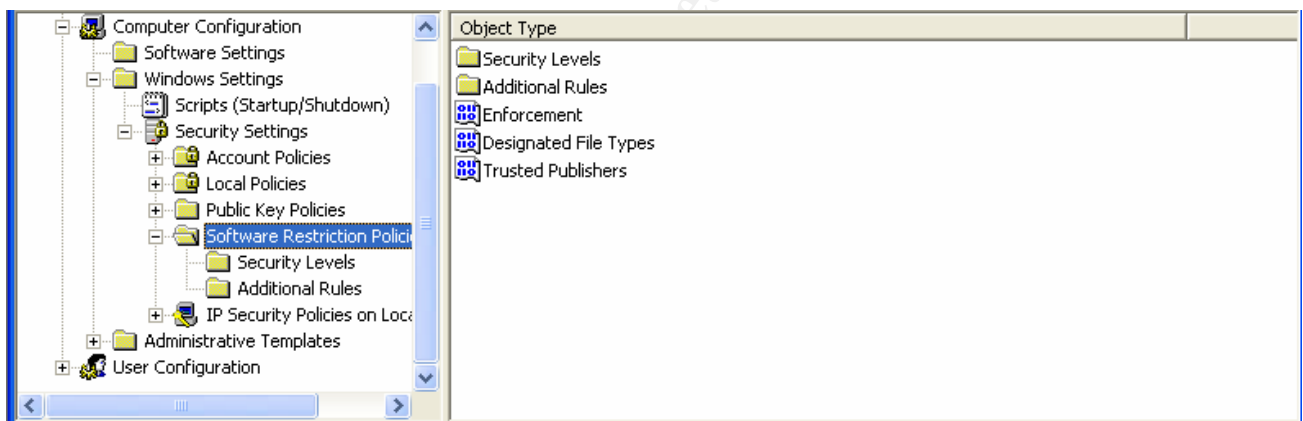 Computer Configuration
Software Settings
Windows Settings
Scripts (Startup/Shutdown)
Security Settings
Account Policies
Local Policies
Public Key Policies
Software Restriction Polici
Security Levels
Additional Rules
IP Security Policies on Loca
Administrative Templates
User Configuration
Object Type
Security Levels
Additional Rules
Enforcement
Designated File Types
Trusted Publishers